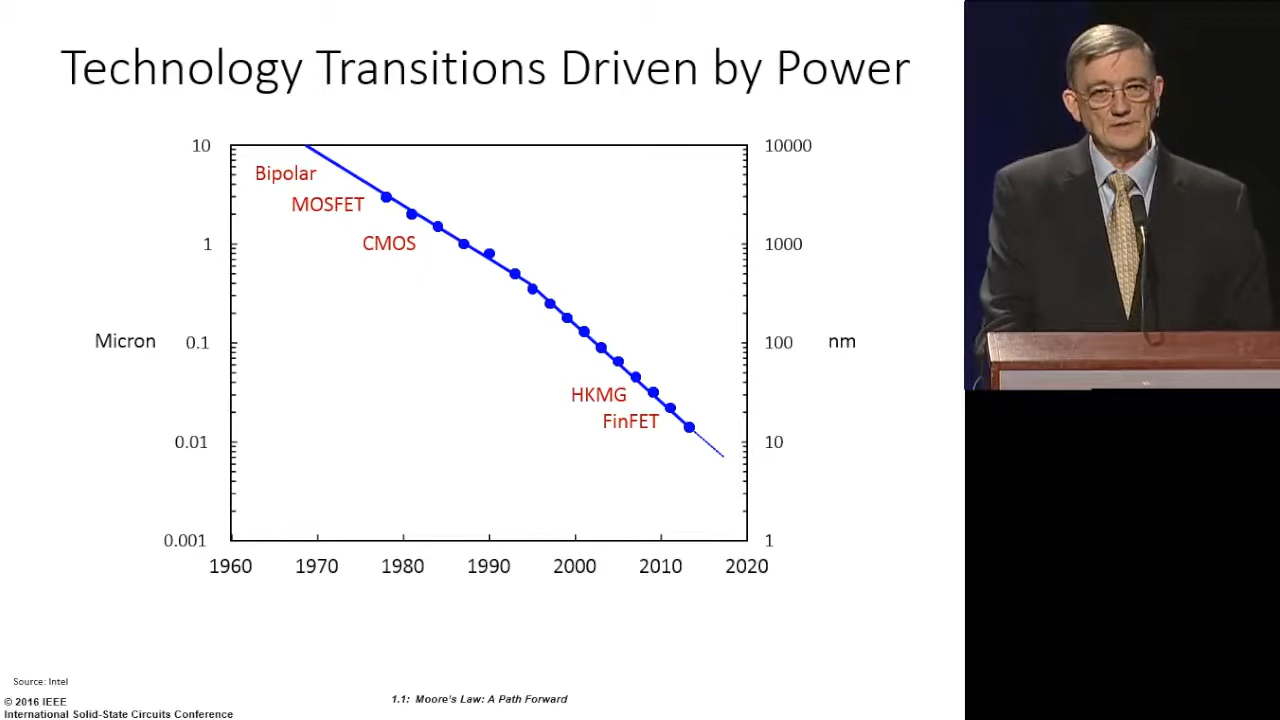 Technology Transitions Driven by Power
10
10000
Bipolar
MOSFET
CMOS
1
1000
Micron
0.1
100
nm
HKMG
FinFET
0.01
10
0.001
1
1960
1970
1980
1990
2000
2010
2020
Source: Intel
© 2016 IEEE
International Solid-State Circuits Conference
1.1: Moore's Law: A Path Forward